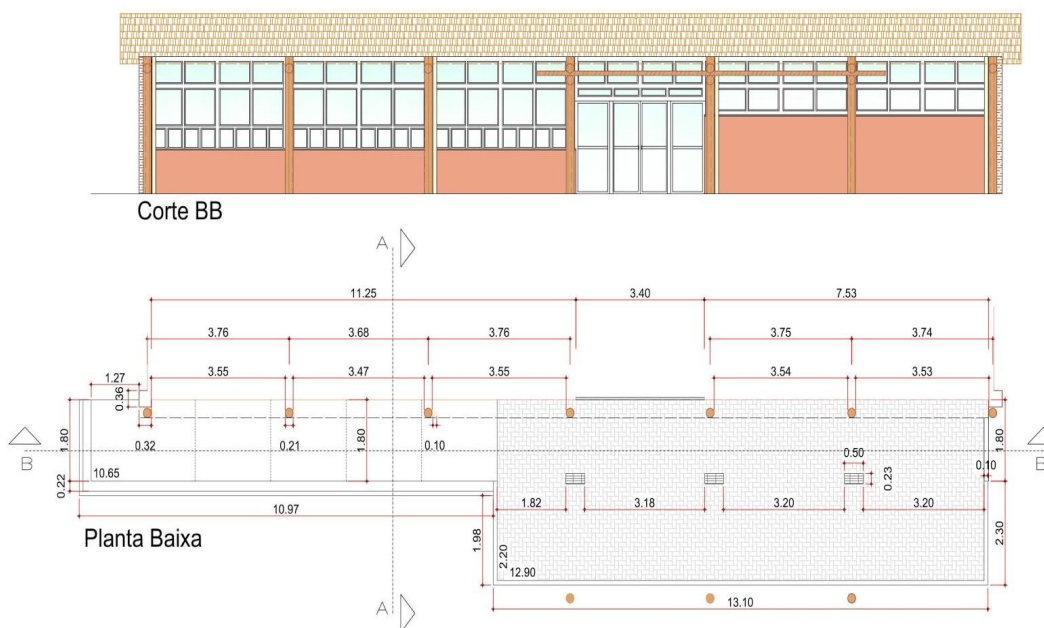 Corte BB
A
11.25 3.40 7.53
3.76 3.68 3.76 3.75 3.74
1.27 3.55 3.47 3.55 3.54 3.53
0.36
1.80 0.32 0.21 1.80 0.10 1.80
B 0.50 0.10 B
10.65 0.23
0.22
1.82 3.18 3.20 3.20
10.97
Planta Baixa
1.98 2.20 2.30
12.90
A
13.10